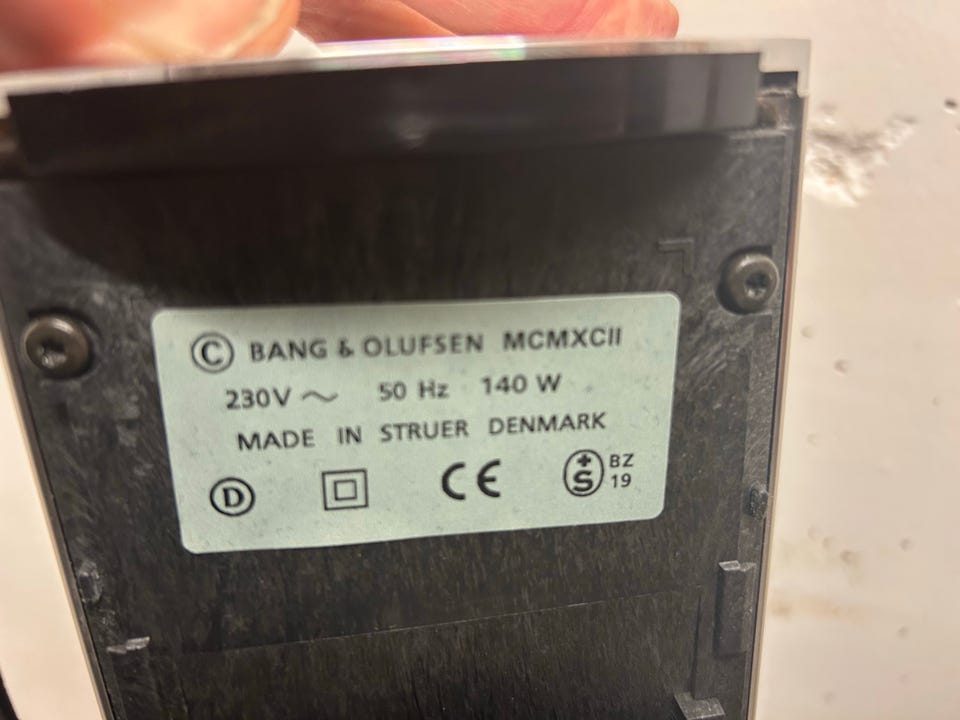 © BANG & OLUFSEN MCMXCII
230V ~ 50 Hz 140 W
MADE IN STRUER DENMARK
D CE +S BZ
19